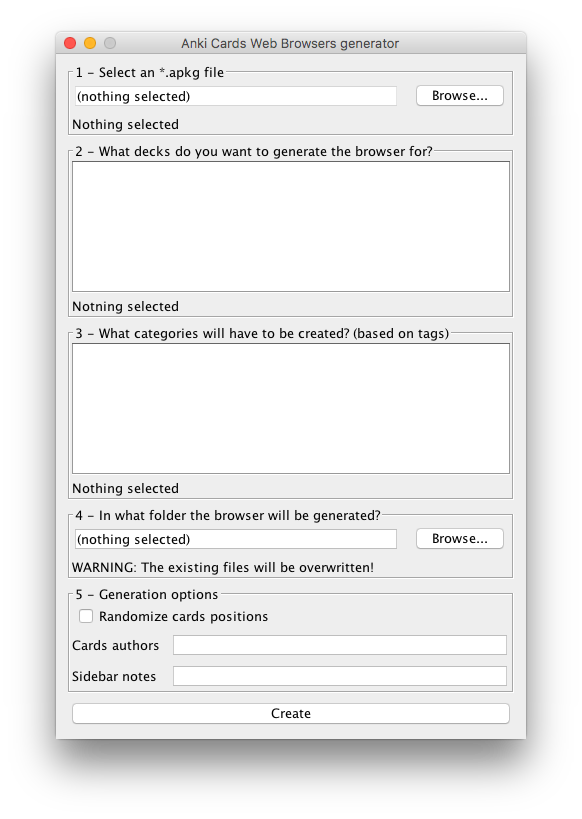 Anki Cards Web Browsers generator
1 – Select an *.apkg file
(nothing selected)
Browse...
Nothing selected
2 – What decks do you want to generate the browser for?
Notning selected
3 – What categories will have to be created? (based on tags)
Nothing selected
4 – In what folder the browser will be generated?
(nothing selected)
Browse...
WARNING: The existing files will be overwritten!
5 – Generation options
Randomize cards positions
Cards authors
Sidebar notes
Create